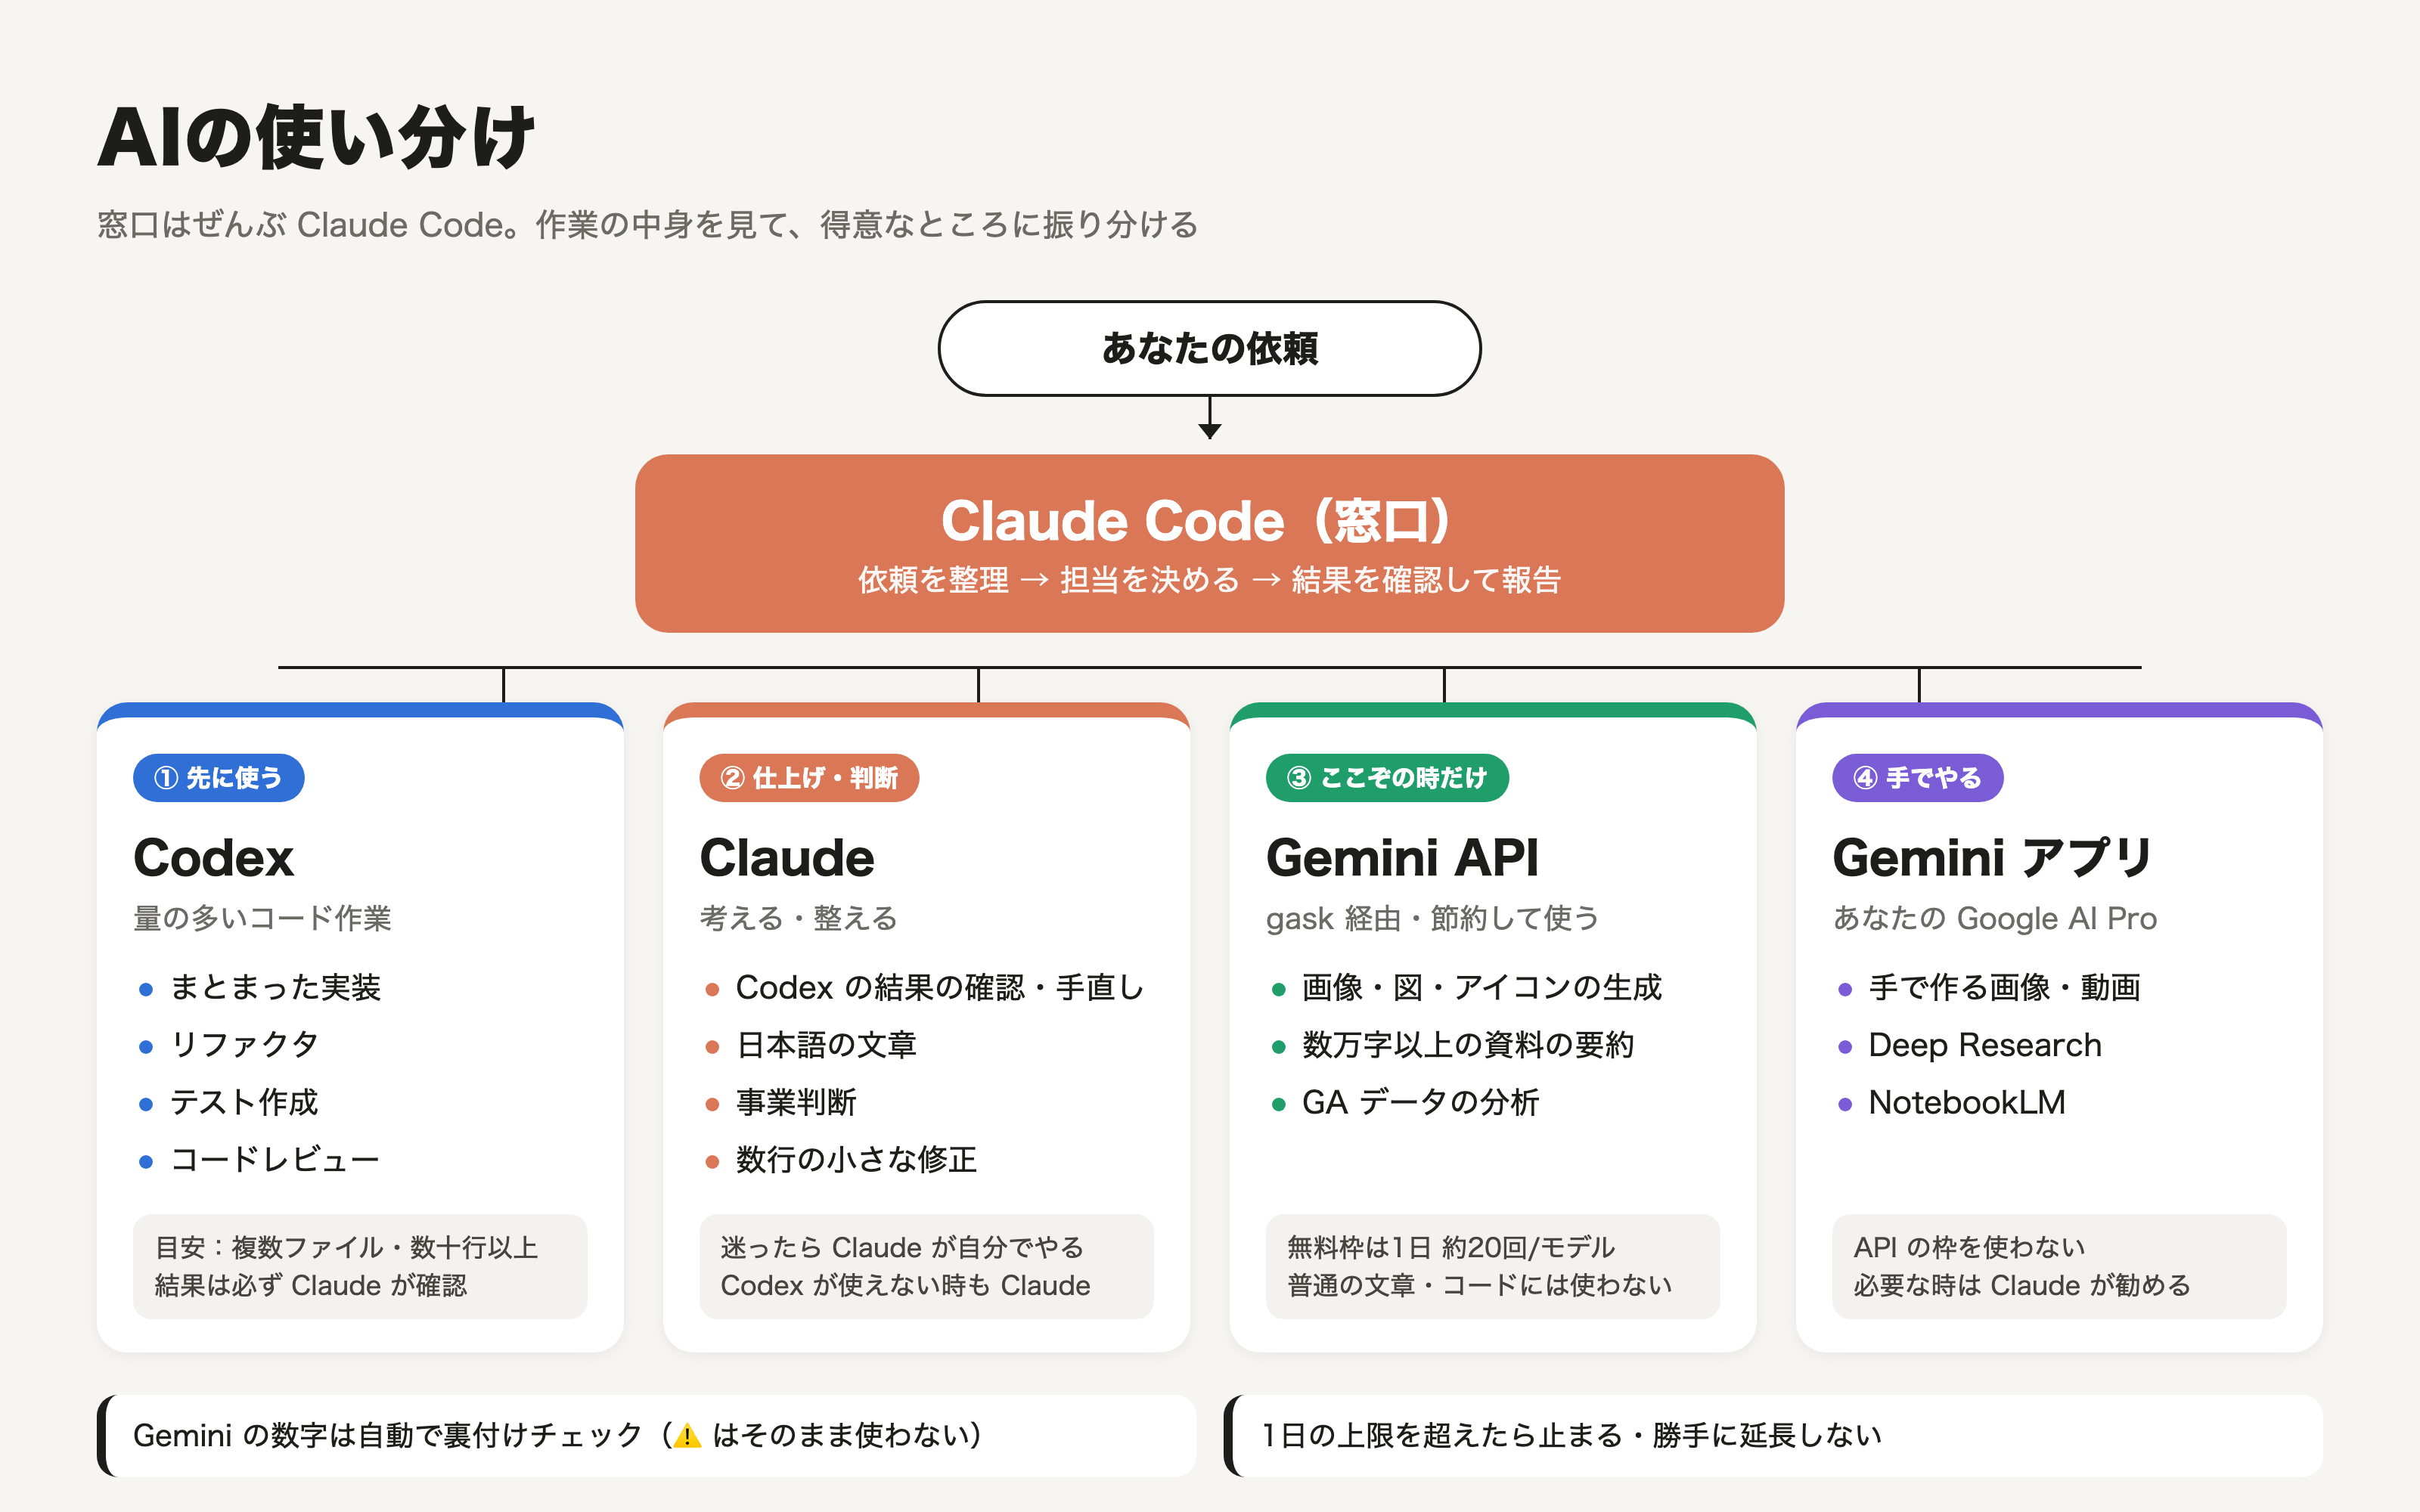 AIの使い分け
窓口はぜんぶ Claude Code。作業の中身を見て、得意なところに振り分ける
あなたの依頼
Claude Code（窓口）
依頼を整理 → 担当を決める → 結果を確認して報告
① 先に使う
Codex
量の多いコード作業
• まとまった実装
• リファクタ
• テスト作成
• コードレビュー
目安：複数ファイル・数十行以上
結果は必ず Claude が確認
② 仕上げ・判断
Claude
考える・整える
• Codex の結果の確認・手直し
• 日本語の文章
• 事業判断
• 数行の小さな修正
迷ったら Claude が自分でやる
Codex が使えない時も Claude
③ ここぞの時だけ
Gemini API
gask 経由・節約して使う
• 画像・図・アイコンの生成
• 数万字以上の資料の要約
• GA データの分析
無料枠は1日 約20回/モデル
普通の文章・コードには使わない
④ 手でやる
Gemini アプリ
あなたの Google AI Pro
• 手で作る画像・動画
• Deep Research
• NotebookLM
API の枠を使わない
必要な時は Claude が勧める
Gemini の数字は自動で裏付けチェック（⚠️ はそのまま使わない）
1日の上限を超えたら止まる・勝手に延長しない